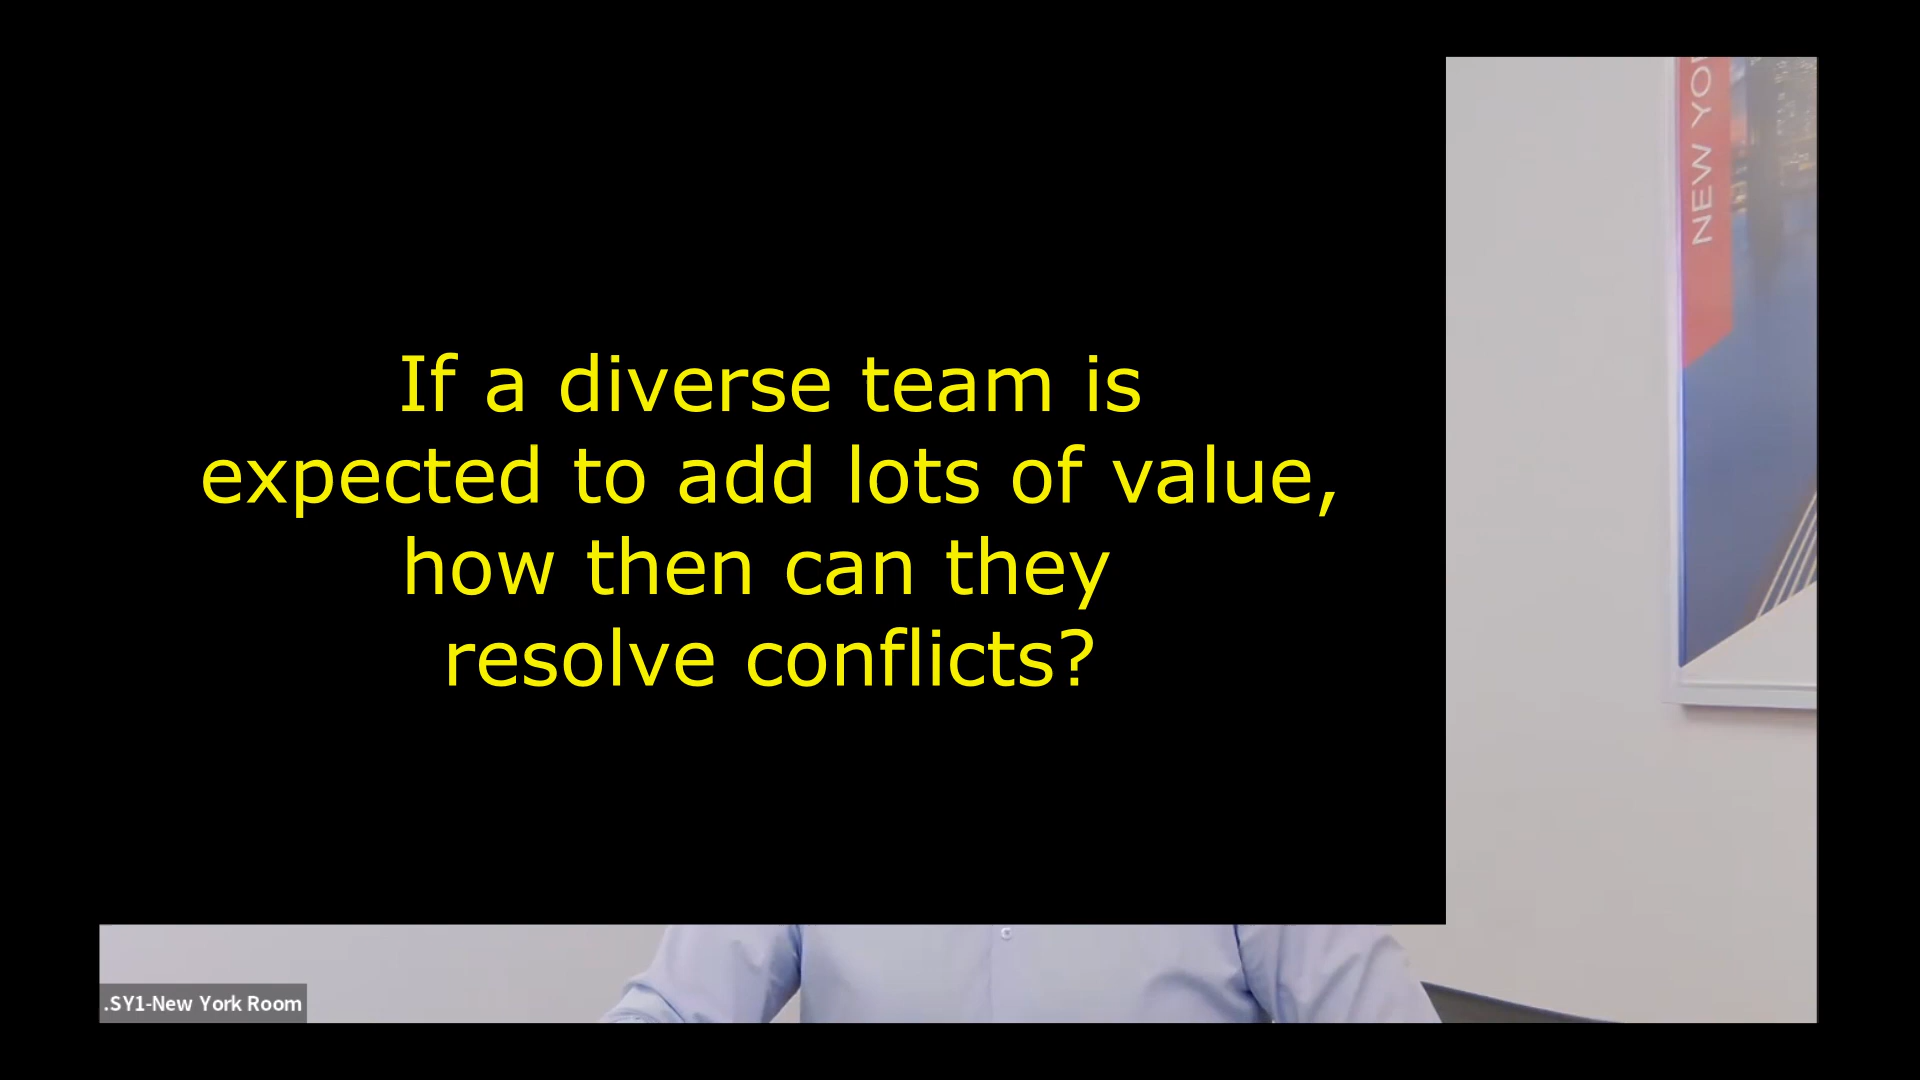 If a diverse team is
expected to add lots of value,
how then can they
resolve conflicts?
NEW YO
.SY1-New York Room